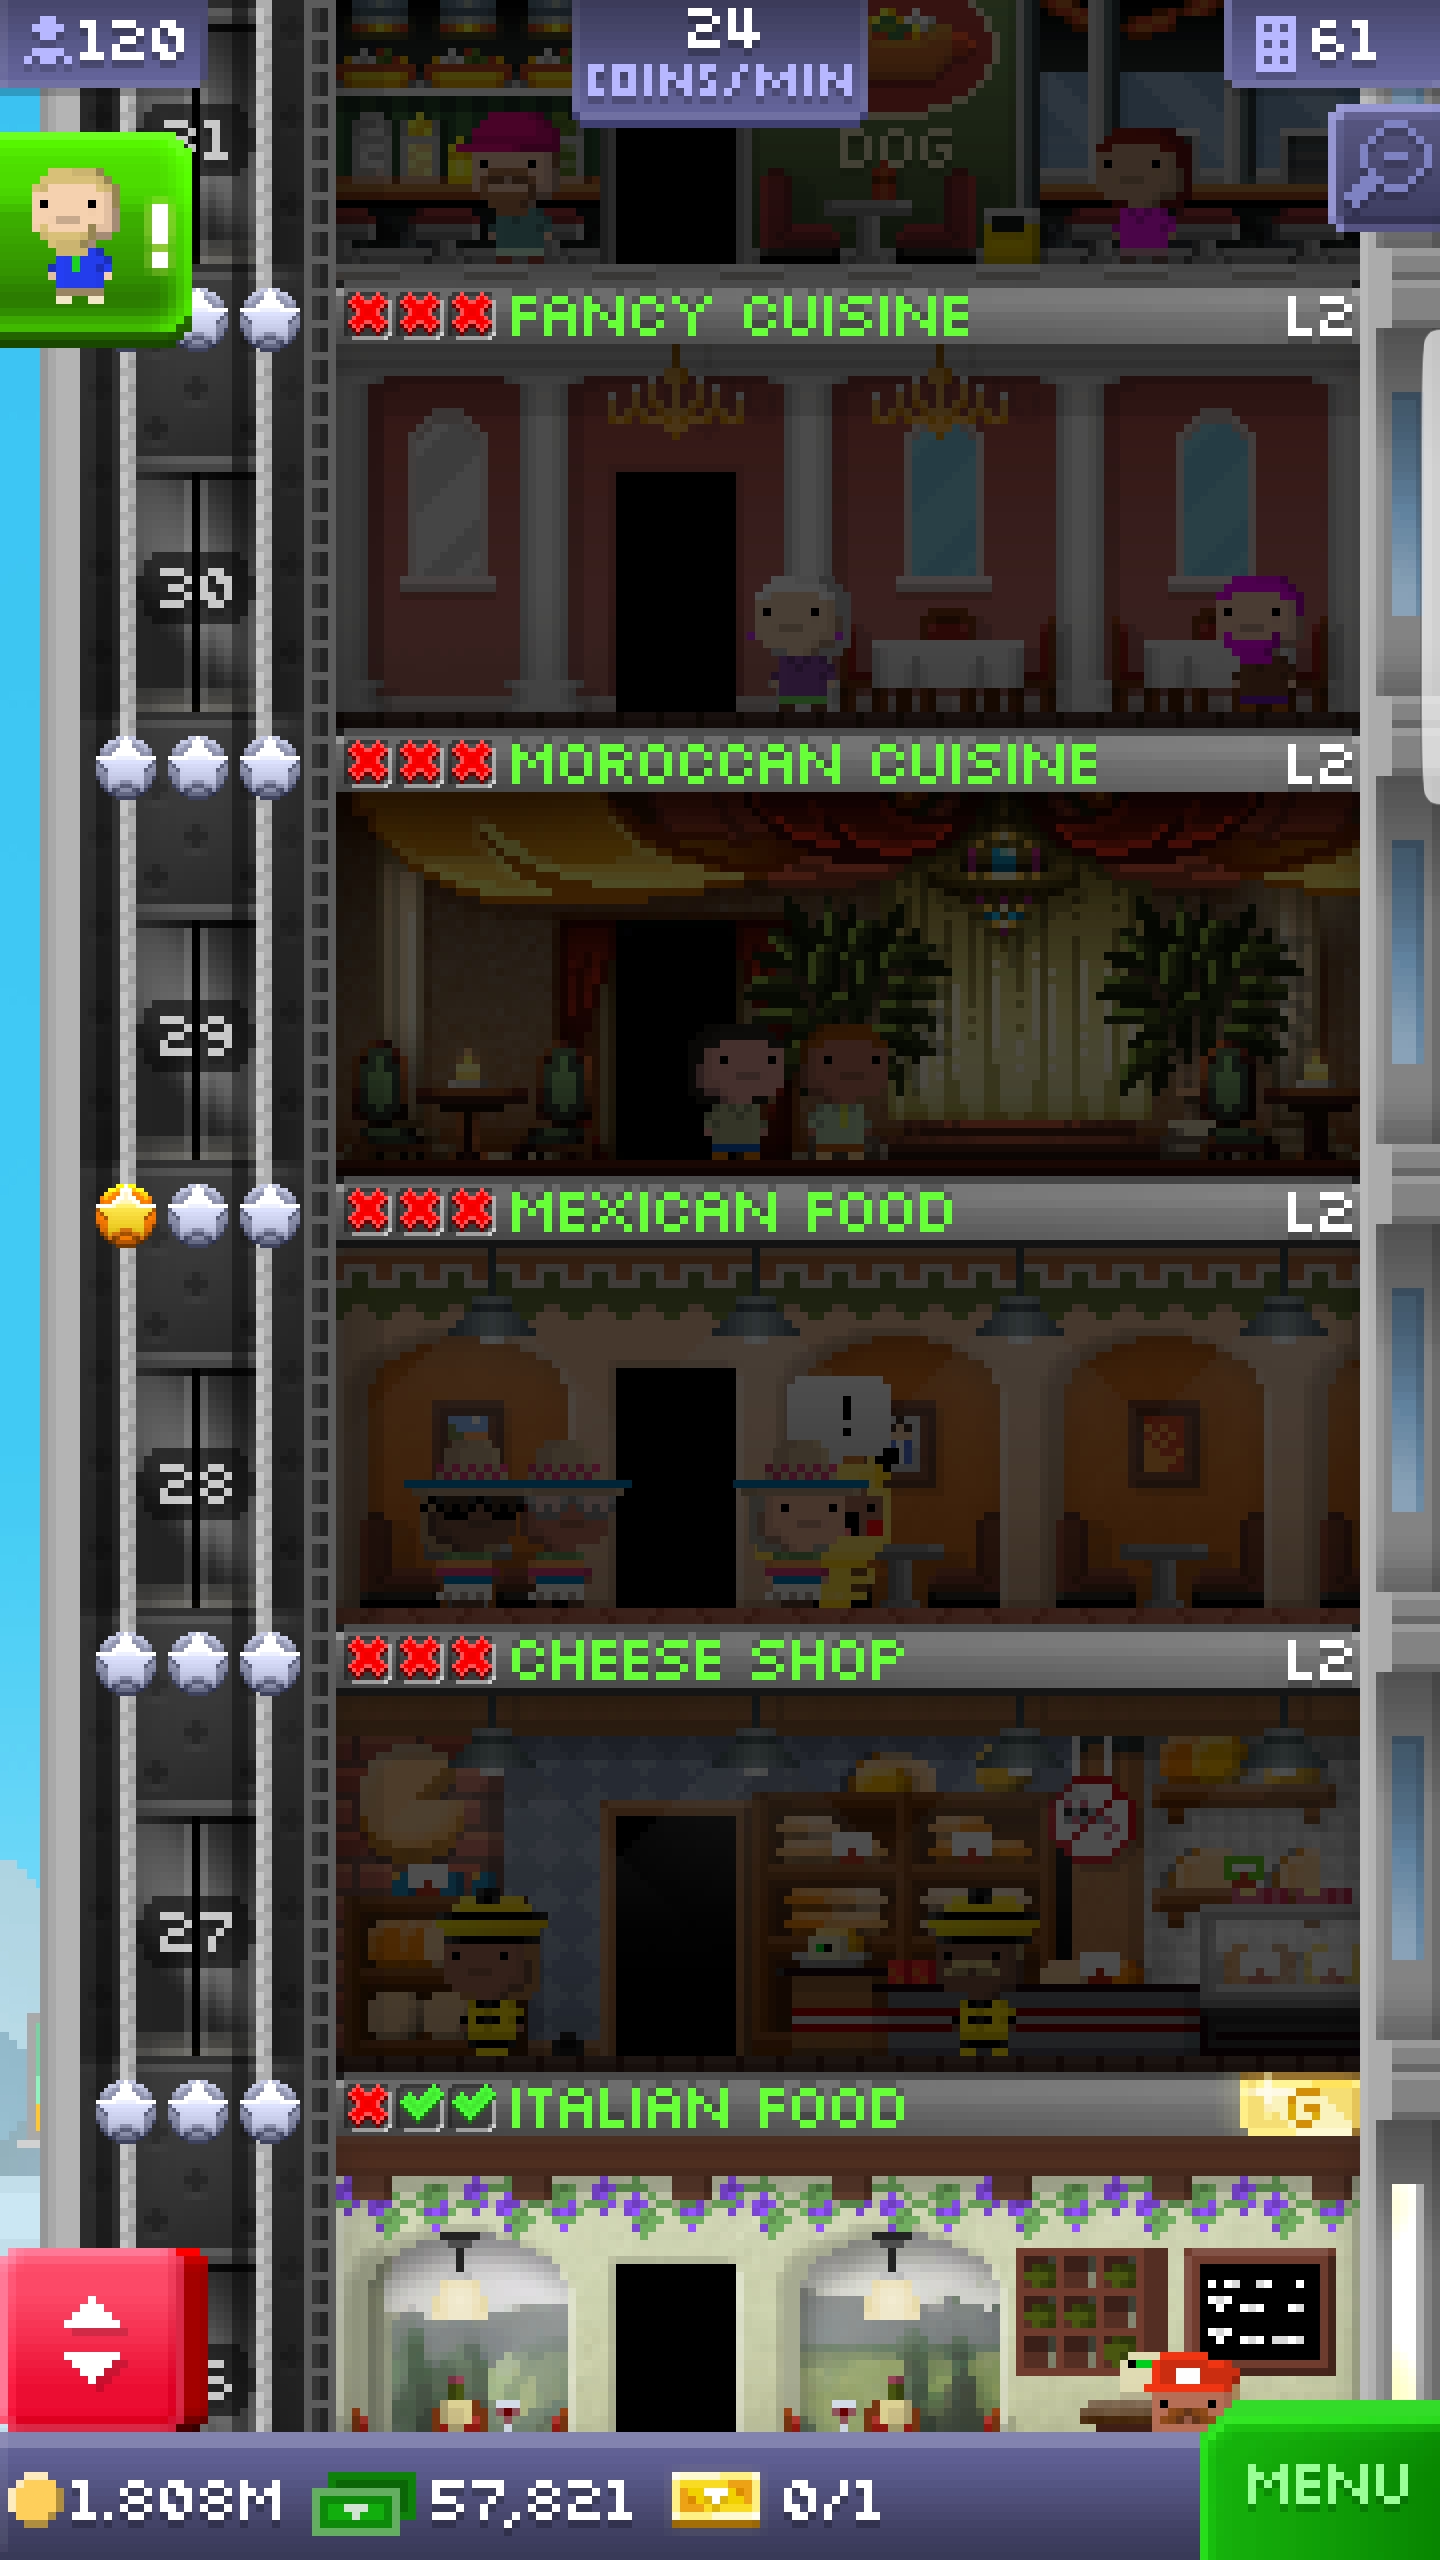 120
24
COINS/MIN
61
31
DOG
!
FANCY CUISINE
L2
30
MOROCCAN CUISINE
L2
29
MEXICAN FOOD
L2
!
28
CHEESE SHOP
L2
27
ITALIAN FOOD
G
MENU
1.808M
57,821
0/1